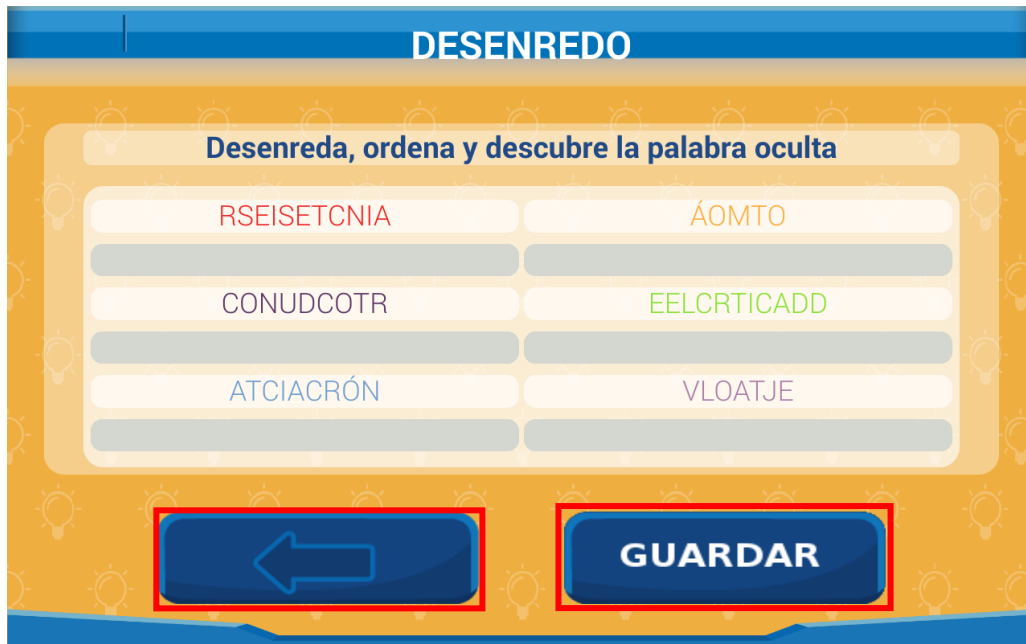 DESENREDO
Desenreda, ordena y descubre la palabra oculta
RSEISETCNIA
ÁOMTO
CONUDCOTR
EELCRTICADD
ATCIACRÓN
VLOATJE
GUARDAR